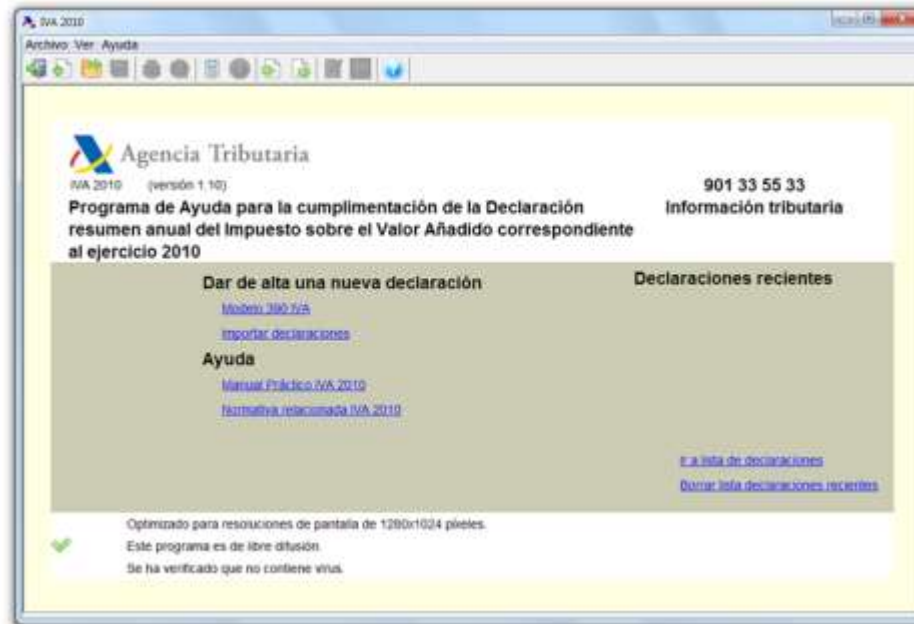 IVA 2010
Archivo Ver Ayuda
Agencia Tributaria
IVA 2010 (versión 1.10)
901 33 55 33
Información tributaria
Programa de Ayuda para la cumplimentación de la Declaración
resumen anual del Impuesto sobre el Valor Añadido correspondiente
al ejercicio 2010
Dar de alta una nueva declaración
Modelo 390 IVA
Importar declaraciones
Ayuda
Manual Práctico IVA 2010
Normativa relacionada IVA 2010
Declaraciones recientes
Ir a lista de declaraciones
Borrar lista declaraciones recientes
Optimizado para resoluciones de pantalla de 1280x1024 píxeles.
Este programa es de libre difusión.
Se ha verificado que no contiene virus.